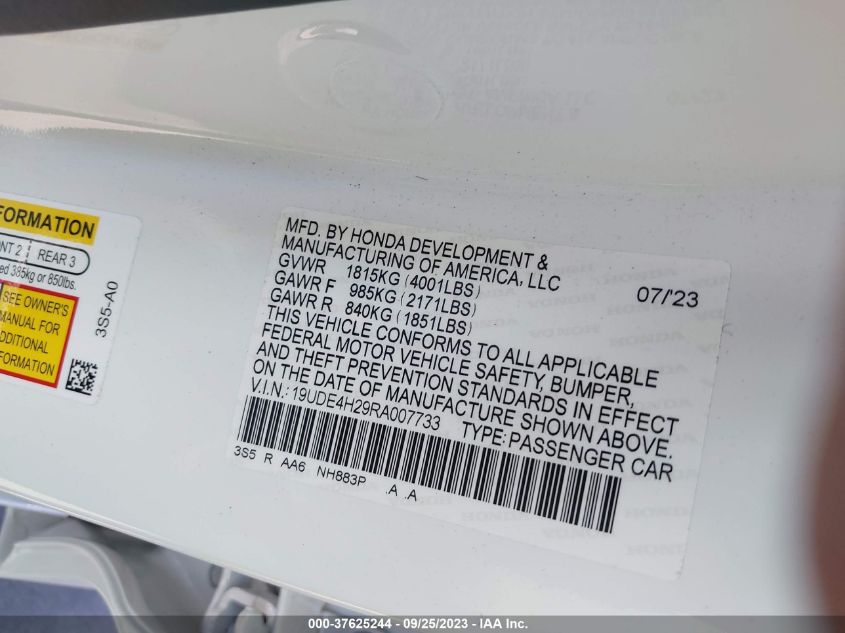 FORMATION
NT 2 REAR 3
385kg or 850lbs.
SEE OWNER'S
MANUAL FOR
DDITIONAL
FORMATION
3S5-A0
MFD. BY HONDA DEVELOPMENT &
MANUFACTURING OF AMERICA, LLC
GVWR 1815KG (4001LBS) 07/'23
GAWR F 985KG (2171LBS)
GAWR R 840KG (1851LBS)
THIS VEHICLE CONFORMS TO ALL APPLICABLE
FEDERAL MOTOR VEHICLE SAFETY, BUMPER,
AND THEFT PREVENTION STANDARDS IN EFFECT
ON THE DATE OF MANUFACTURE SHOWN ABOVE.
V.I.N.: 19UDE4H29RA007733 TYPE: PASSENGER CAR
3S5 R AA6 NH883P .A .A
000-37625244 / 09/25/2023 - IAA Inc.